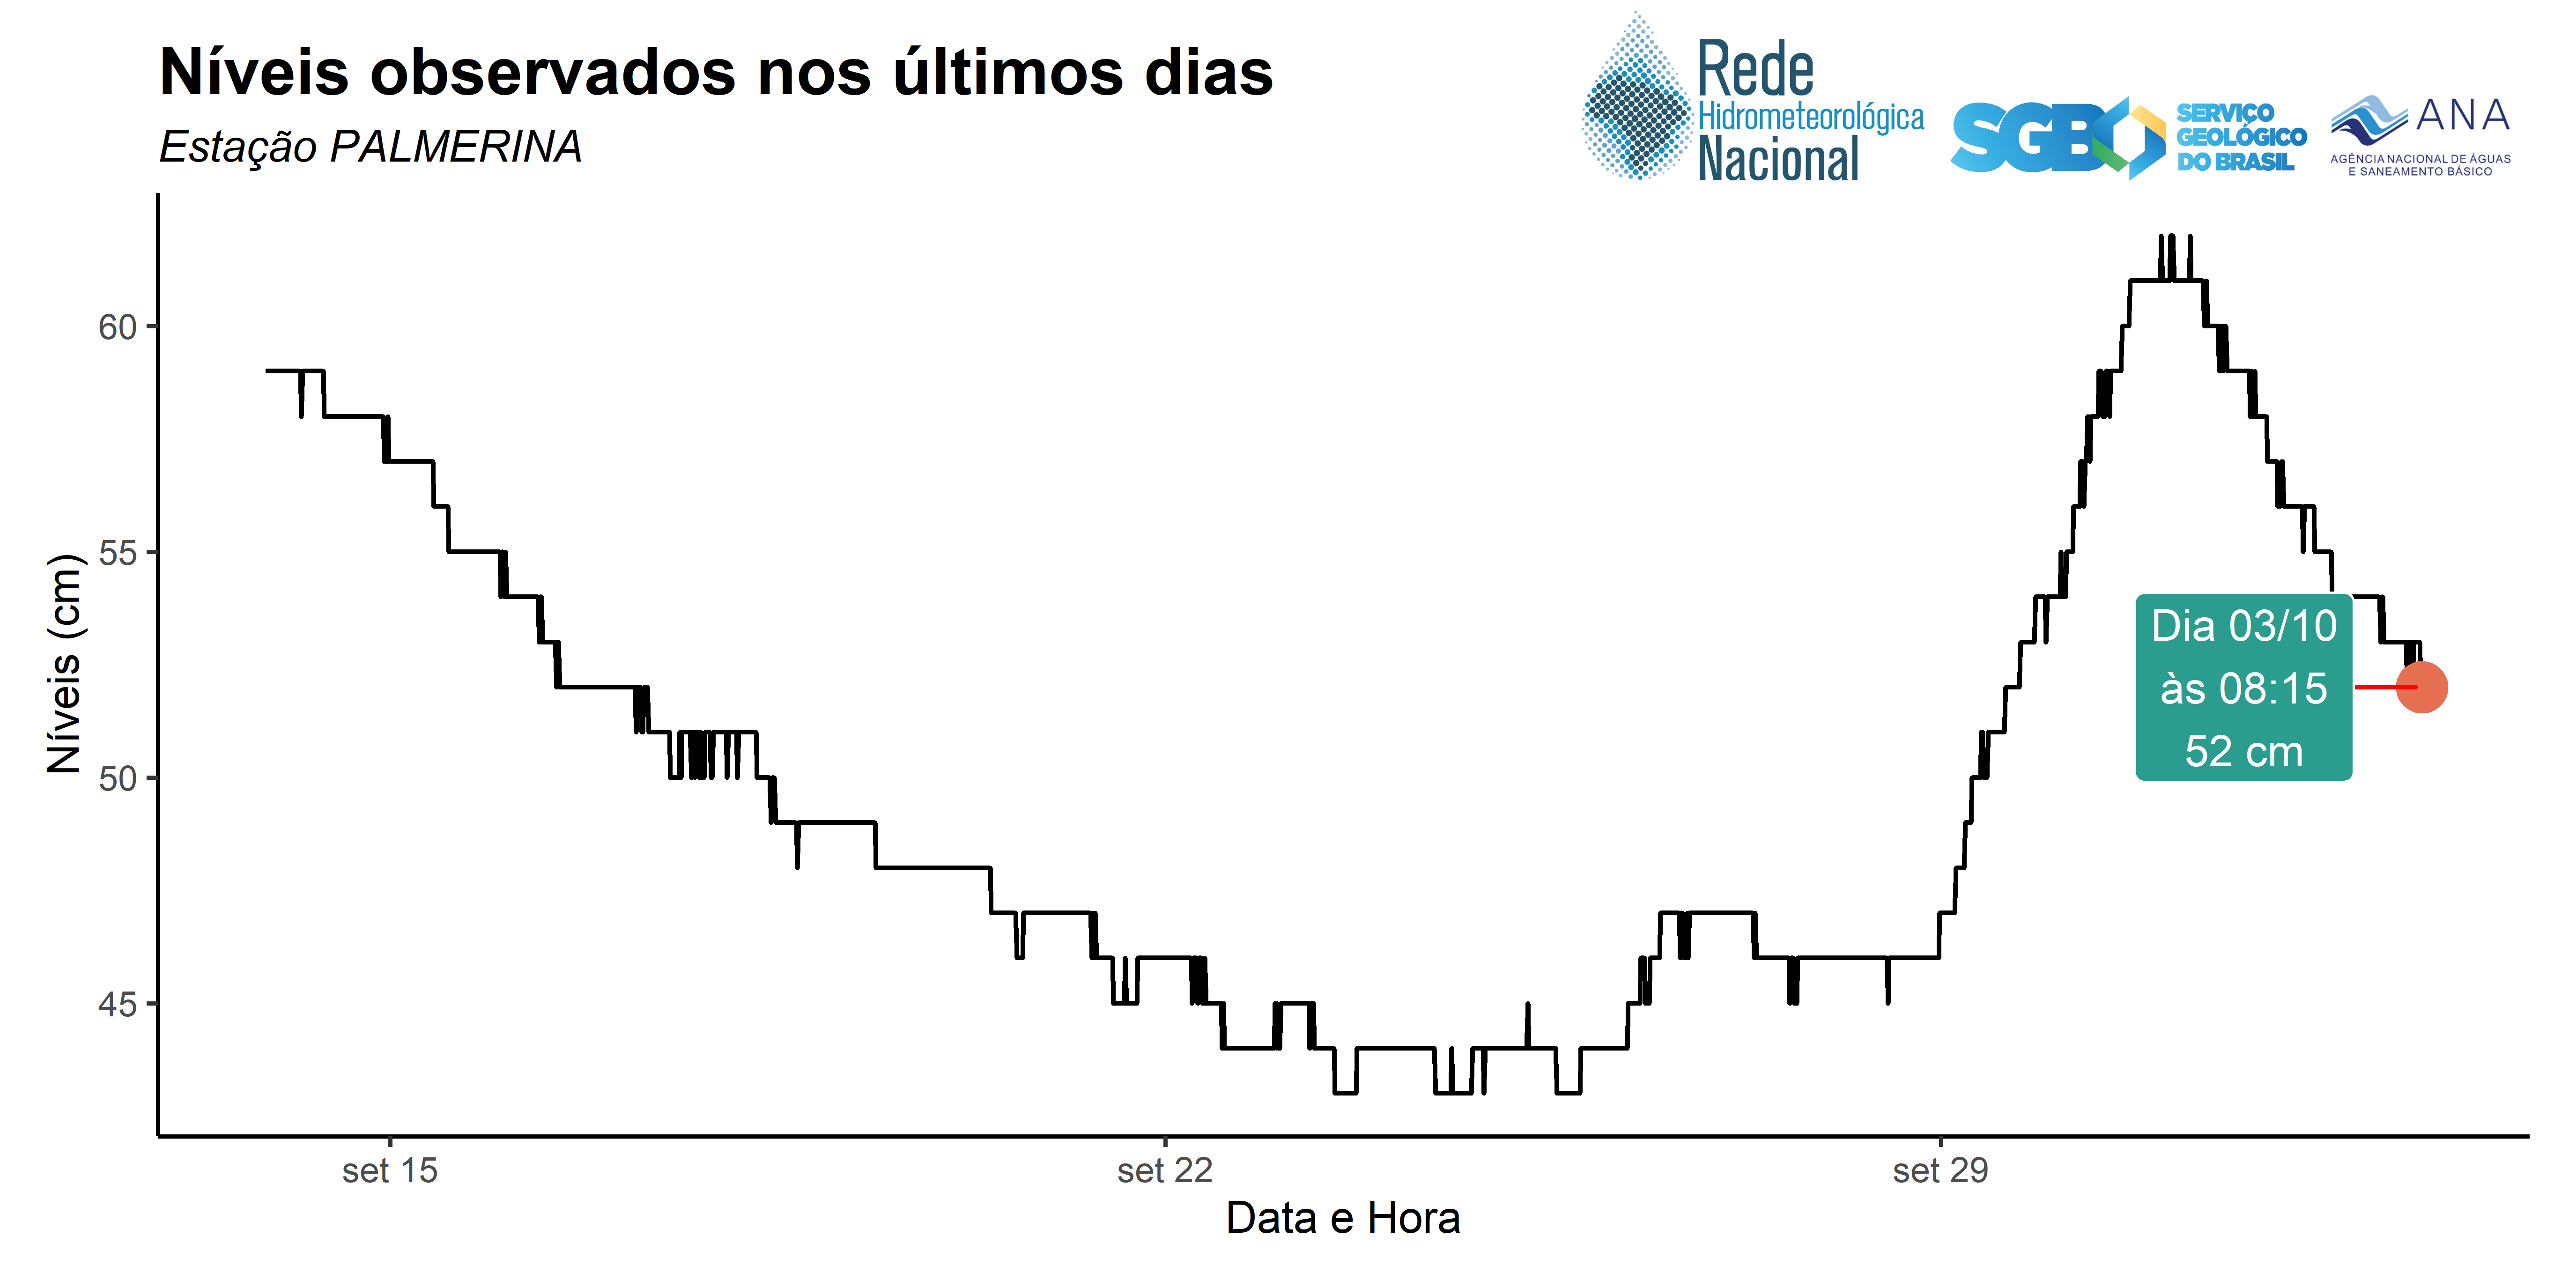 Níveis observados nos últimos dias
Estação PALMERINA
Rede
Hidrometeorológica
Nacional
SGB
SERVIÇO
GEOLÓGICO
DO BRASIL
ANA
AGÊNCIA NACIONAL DE ÁGUAS
E SANEAMENTO BÁSICO
Níveis (cm)
60
55
50
45
Dia 03/10
às 08:15
52 cm
set 15
set 22
set 29
Data e Hora